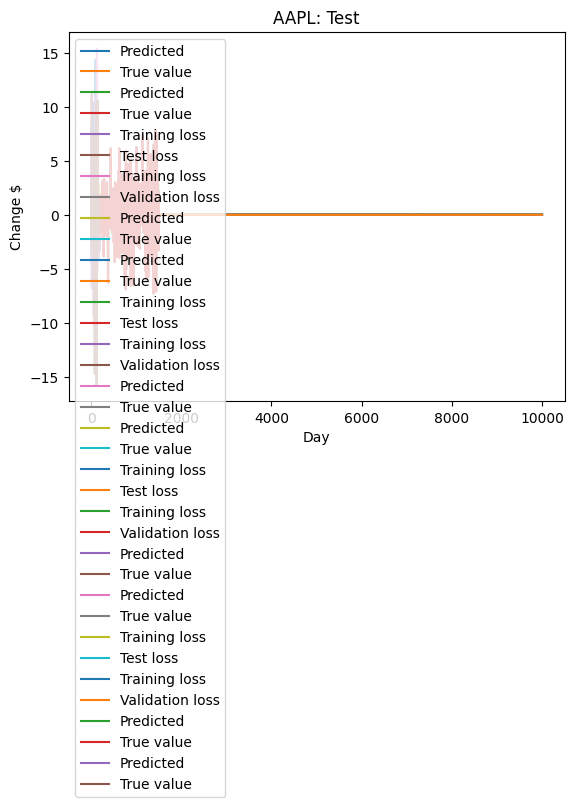 AAPL: Test
Change $
15
10
5
0
−5
−10
−15
Predicted
True value
Predicted
True value
Training loss
Test loss
Training loss
Validation loss
Predicted
True value
Predicted
True value
Training loss
Test loss
Training loss
Validation loss
Predicted
True value
Predicted
True value
Training loss
Test loss
Training loss
Validation loss
Predicted
True value
Predicted
True value
Training loss
Test loss
Training loss
Validation loss
Predicted
True value
Predicted
True value
0 2000 4000 6000 8000 10000
Day